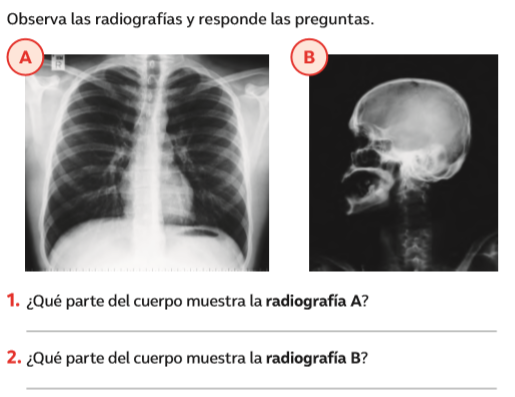 Observa las radiografías y responde las preguntas.
A
B
1. ¿Qué parte del cuerpo muestra la radiografía A?
2. ¿Qué parte del cuerpo muestra la radiografía B?